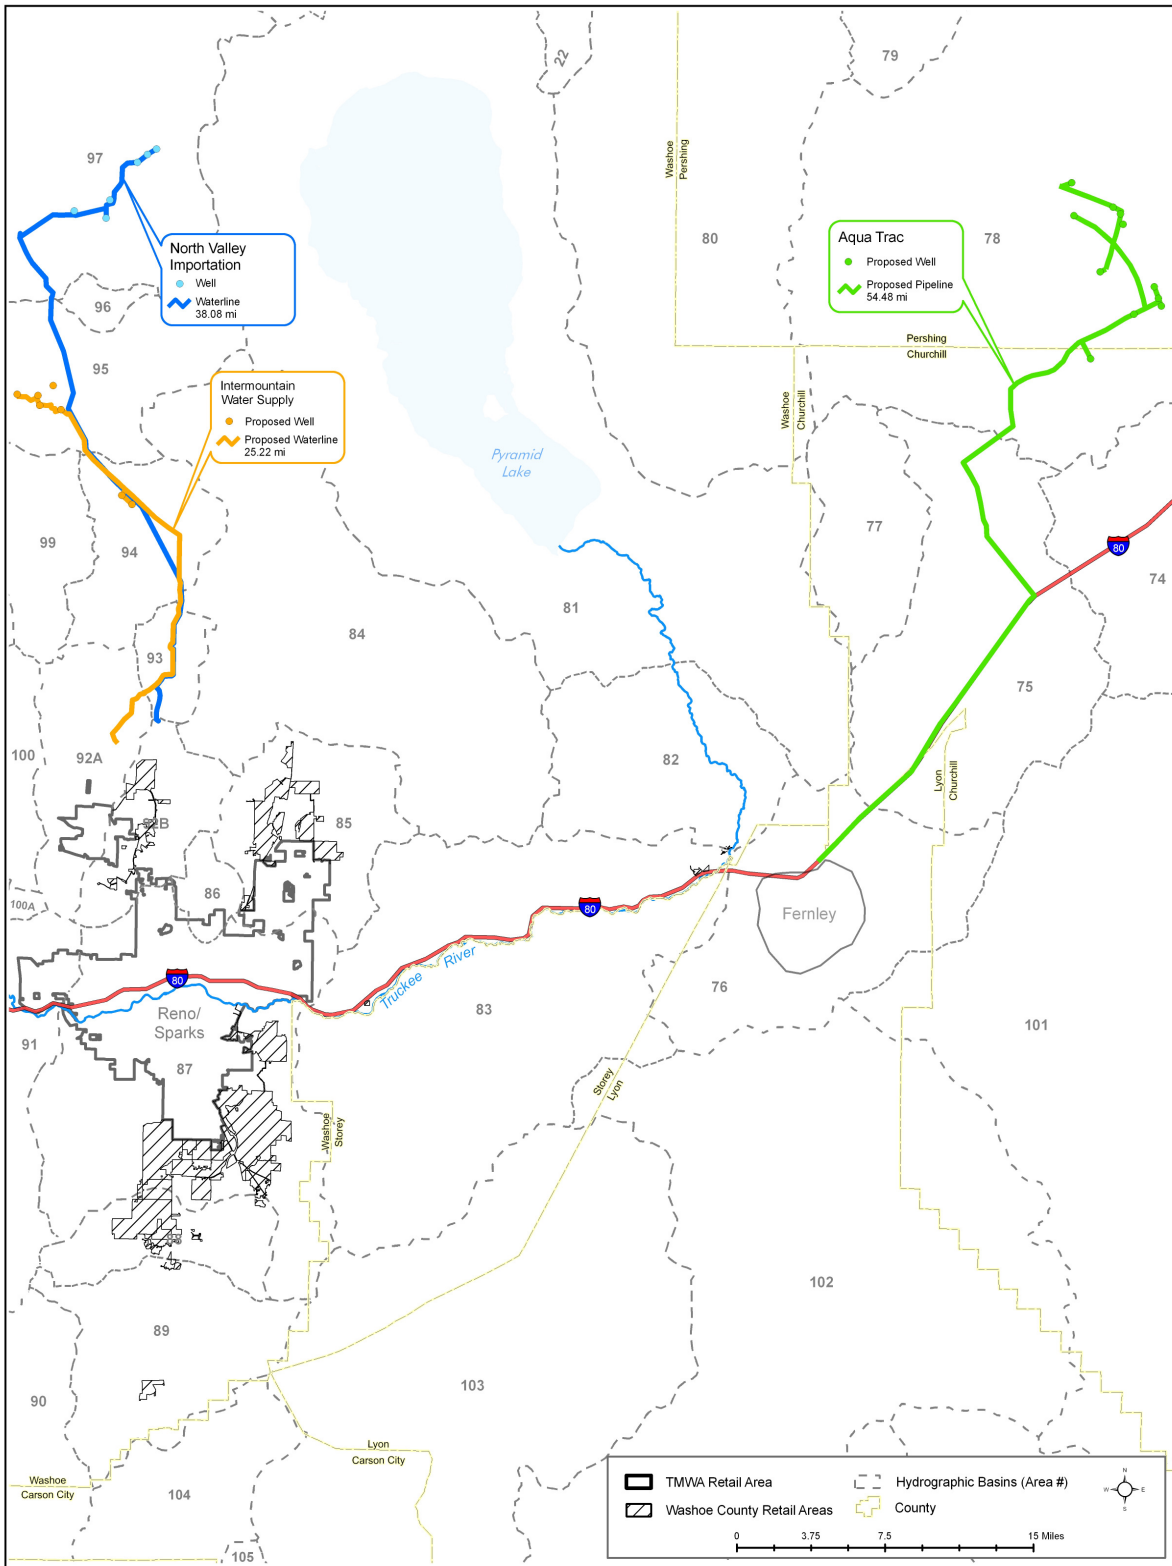 22
79
97
Washoe
Pershing
80
78
North Valley
Importation
Well
Waterline
38.08 mi
Aqua Trac
Proposed Well
Proposed Pipeline
54.48 mi
96
Pershing
Churchill
95
Intermountain
Water Supply
Proposed Well
Proposed Waterline
25.22 mi
Washoe
Churchill
Pyramid
Lake
77
99
94
80
74
81
84
93
75
100
92A
82
Lyon
Churchill
92B
85
86
100A
80
Fernley
Truckee River
80
76
Reno/
Sparks
83
91
87
101
Storey
Lyon
Washoe
Storey
88
102
89
90
103
Lyon
Carson City
Washoe
Carson City
104
105
TMWA Retail Area
Hydrographic Basins (Area #)
Washoe County Retail Areas
County
N
W
E
S
0
3.75
7.5
15 Miles